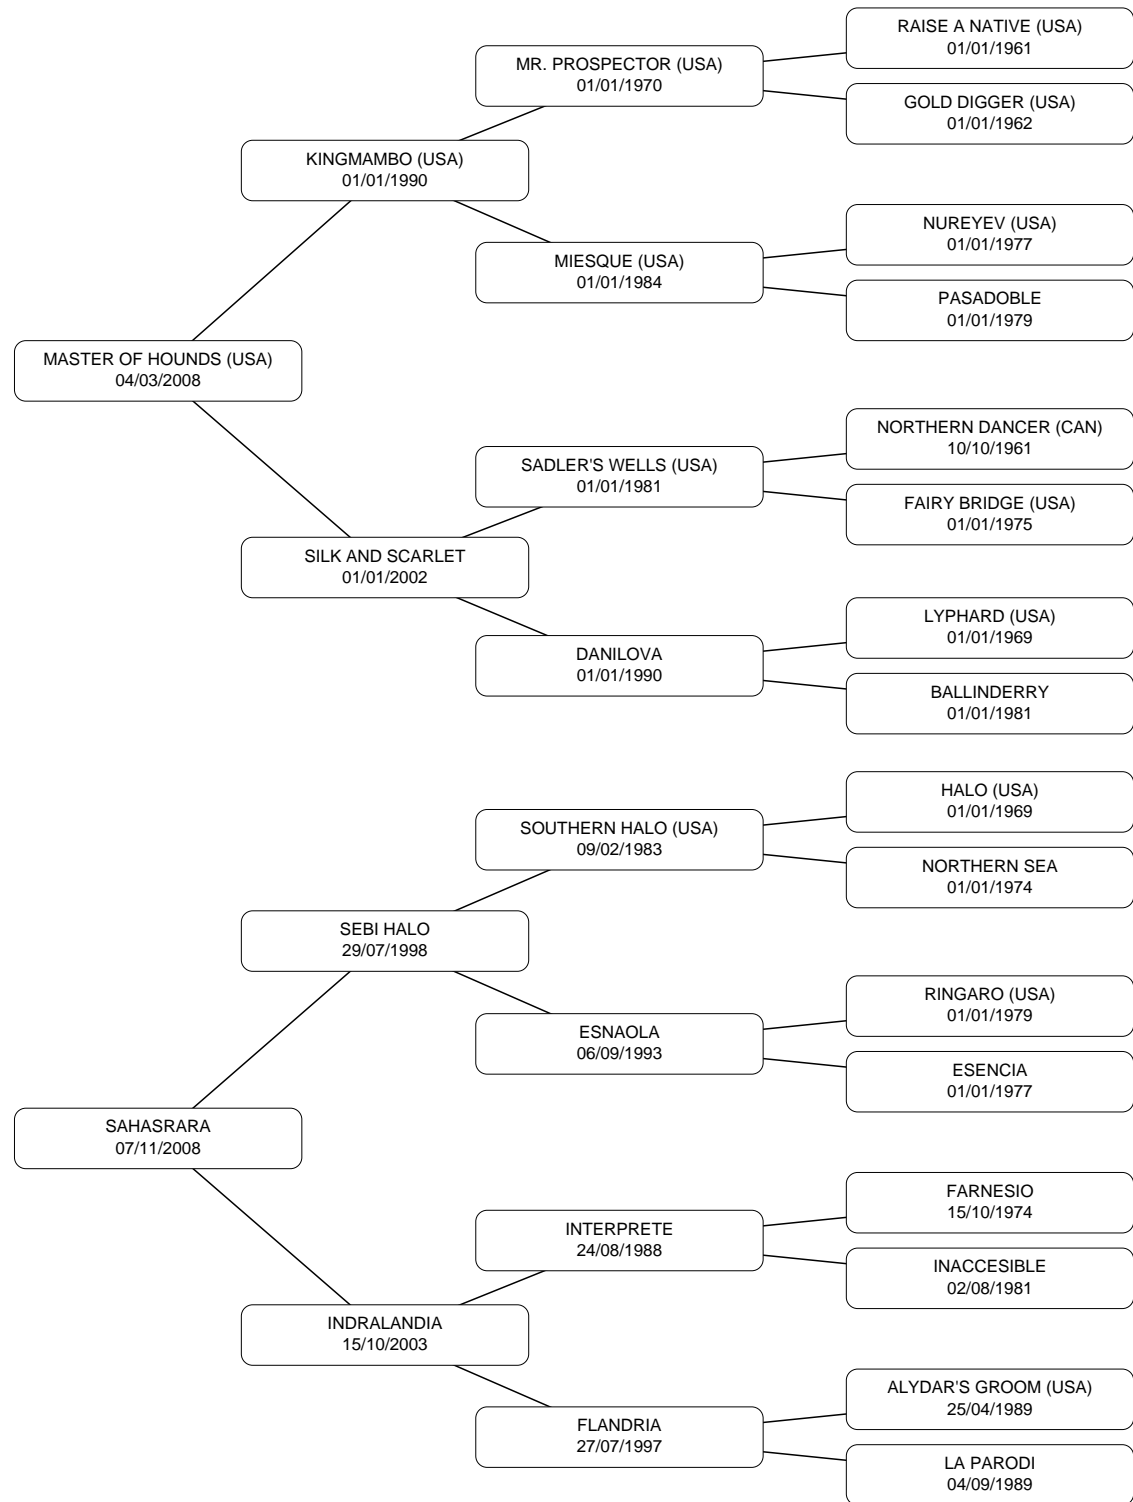 RAISE A NATIVE (USA)
01/01/1961
MR. PROSPECTOR (USA)
01/01/1970
GOLD DIGGER (USA)
01/01/1962
KINGMAMBO (USA)
01/01/1990
NUREYEV (USA)
01/01/1977
MIESQUE (USA)
01/01/1984
PASADOBLE
01/01/1979
MASTER OF HOUNDS (USA)
04/03/2008
NORTHERN DANCER (CAN)
10/10/1961
SADLER'S WELLS (USA)
01/01/1981
FAIRY BRIDGE (USA)
01/01/1975
SILK AND SCARLET
01/01/2002
LYPHARD (USA)
01/01/1969
DANILOVA
01/01/1990
BALLINDERRY
01/01/1981
HALO (USA)
01/01/1969
SOUTHERN HALO (USA)
09/02/1983
NORTHERN SEA
01/01/1974
SEBI HALO
29/07/1998
RINGARO (USA)
01/01/1979
ESNAOLA
06/09/1993
ESENCIA
01/01/1977
SAHASRARA
07/11/2008
FARNESIO
15/10/1974
INTERPRETE
24/08/1988
INACCESIBLE
02/08/1981
INDRALANDIA
15/10/2003
ALYDAR'S GROOM (USA)
25/04/1989
FLANDRIA
27/07/1997
LA PARODI
04/09/1989